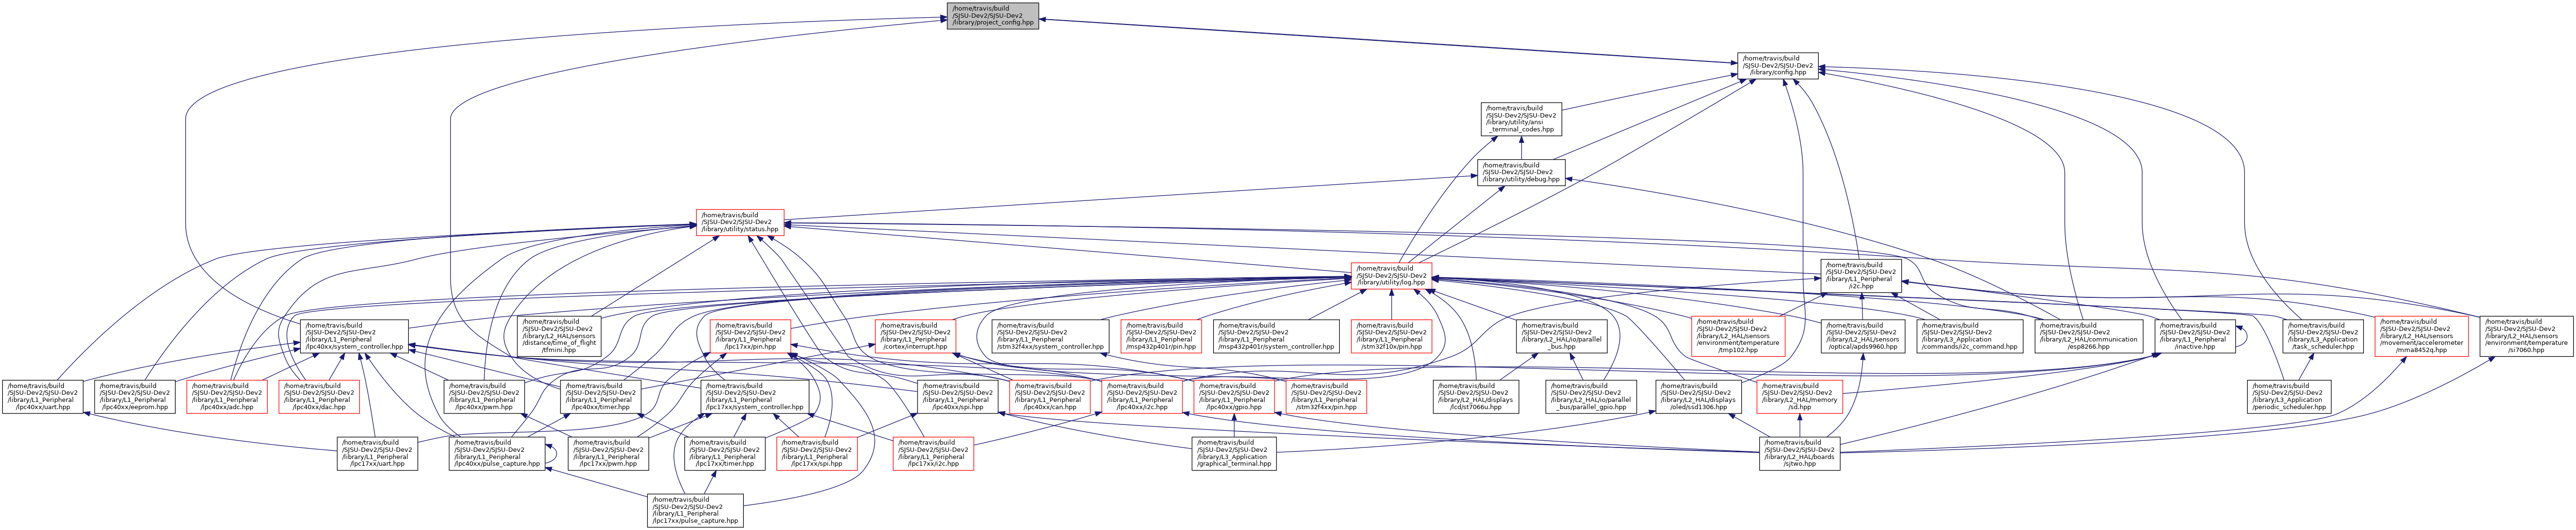 /home/travis/build
/SJSU-Dev2/SJSU-Dev2
/library/project_config.hpp
/home/travis/build
/SJSU-Dev2/SJSU-Dev2
/library/config.hpp
/home/travis/build
/SJSU-Dev2/SJSU-Dev2
/library/utility/ansi
_terminal_codes.hpp
/home/travis/build
/SJSU-Dev2/SJSU-Dev2
/library/utility/debug.hpp
/home/travis/build
/SJSU-Dev2/SJSU-Dev2
/library/utility/status.hpp
/home/travis/build
/SJSU-Dev2/SJSU-Dev2
/library/utility/log.hpp
/home/travis/build
/SJSU-Dev2/SJSU-Dev2
/library/L1_Peripheral
/i2c.hpp
/home/travis/build
/SJSU-Dev2/SJSU-Dev2
/library/L1_Peripheral
/lpc40xx/system_controller.hpp
/home/travis/build
/SJSU-Dev2/SJSU-Dev2
/library/L2_HAL/sensors
/distance/time_of_flight
/tfmini.hpp
/home/travis/build
/SJSU-Dev2/SJSU-Dev2
/library/L1_Peripheral
/lpc17xx/pin.hpp
/home/travis/build
/SJSU-Dev2/SJSU-Dev2
/library/L1_Peripheral
/cortex/interrupt.hpp
/home/travis/build
/SJSU-Dev2/SJSU-Dev2
/library/L1_Peripheral
/stm32f4xx/system_controller.hpp
/home/travis/build
/SJSU-Dev2/SJSU-Dev2
/library/L1_Peripheral
/msp432p401r/pin.hpp
/home/travis/build
/SJSU-Dev2/SJSU-Dev2
/library/L1_Peripheral
/msp432p401r/system_controller.hpp
/home/travis/build
/SJSU-Dev2/SJSU-Dev2
/library/L1_Peripheral
/stm32f10x/pin.hpp
/home/travis/build
/SJSU-Dev2/SJSU-Dev2
/library/L2_HAL/io/parallel
_bus.hpp
/home/travis/build
/SJSU-Dev2/SJSU-Dev2
/library/L2_HAL/sensors
/environment/temperature
/tmp102.hpp
/home/travis/build
/SJSU-Dev2/SJSU-Dev2
/library/L2_HAL/sensors
/optical/apds9960.hpp
/home/travis/build
/SJSU-Dev2/SJSU-Dev2
/library/L3_Application
/commands/i2c_command.hpp
/home/travis/build
/SJSU-Dev2/SJSU-Dev2
/library/L2_HAL/communication
/esp8266.hpp
/home/travis/build
/SJSU-Dev2/SJSU-Dev2
/library/L1_Peripheral
/inactive.hpp
/home/travis/build
/SJSU-Dev2/SJSU-Dev2
/library/L3_Application
/task_scheduler.hpp
/home/travis/build
/SJSU-Dev2/SJSU-Dev2
/library/L2_HAL/sensors
/movement/accelerometer
/mma8452q.hpp
/home/travis/build
/SJSU-Dev2/SJSU-Dev2
/library/L2_HAL/sensors
/environment/temperature
/si7060.hpp
/home/travis/build
/SJSU-Dev2/SJSU-Dev2
/library/L1_Peripheral
/lpc40xx/uart.hpp
/home/travis/build
/SJSU-Dev2/SJSU-Dev2
/library/L1_Peripheral
/lpc40xx/eeprom.hpp
/home/travis/build
/SJSU-Dev2/SJSU-Dev2
/library/L1_Peripheral
/lpc40xx/adc.hpp
/home/travis/build
/SJSU-Dev2/SJSU-Dev2
/library/L1_Peripheral
/lpc40xx/dac.hpp
/home/travis/build
/SJSU-Dev2/SJSU-Dev2
/library/L1_Peripheral
/lpc40xx/pwm.hpp
/home/travis/build
/SJSU-Dev2/SJSU-Dev2
/library/L1_Peripheral
/lpc40xx/timer.hpp
/home/travis/build
/SJSU-Dev2/SJSU-Dev2
/library/L1_Peripheral
/lpc17xx/system_controller.hpp
/home/travis/build
/SJSU-Dev2/SJSU-Dev2
/library/L1_Peripheral
/lpc40xx/spi.hpp
/home/travis/build
/SJSU-Dev2/SJSU-Dev2
/library/L1_Peripheral
/lpc40xx/can.hpp
/home/travis/build
/SJSU-Dev2/SJSU-Dev2
/library/L1_Peripheral
/lpc40xx/i2c.hpp
/home/travis/build
/SJSU-Dev2/SJSU-Dev2
/library/L1_Peripheral
/lpc40xx/gpio.hpp
/home/travis/build
/SJSU-Dev2/SJSU-Dev2
/library/L1_Peripheral
/stm32f4xx/pin.hpp
/home/travis/build
/SJSU-Dev2/SJSU-Dev2
/library/L2_HAL/displays
/lcd/st7066u.hpp
/home/travis/build
/SJSU-Dev2/SJSU-Dev2
/library/L2_HAL/io/parallel
_bus/parallel_gpio.hpp
/home/travis/build
/SJSU-Dev2/SJSU-Dev2
/library/L2_HAL/displays
/oled/ssd1306.hpp
/home/travis/build
/SJSU-Dev2/SJSU-Dev2
/library/L2_HAL/memory
/sd.hpp
/home/travis/build
/SJSU-Dev2/SJSU-Dev2
/library/L3_Application
/periodic_scheduler.hpp
/home/travis/build
/SJSU-Dev2/SJSU-Dev2
/library/L1_Peripheral
/lpc17xx/uart.hpp
/home/travis/build
/SJSU-Dev2/SJSU-Dev2
/library/L1_Peripheral
/lpc40xx/pulse_capture.hpp
/home/travis/build
/SJSU-Dev2/SJSU-Dev2
/library/L1_Peripheral
/lpc17xx/pwm.hpp
/home/travis/build
/SJSU-Dev2/SJSU-Dev2
/library/L1_Peripheral
/lpc17xx/timer.hpp
/home/travis/build
/SJSU-Dev2/SJSU-Dev2
/library/L1_Peripheral
/lpc17xx/spi.hpp
/home/travis/build
/SJSU-Dev2/SJSU-Dev2
/library/L1_Peripheral
/lpc17xx/i2c.hpp
/home/travis/build
/SJSU-Dev2/SJSU-Dev2
/library/L3_Application
/graphical_terminal.hpp
/home/travis/build
/SJSU-Dev2/SJSU-Dev2
/library/L2_HAL/boards
/sjtwo.hpp
/home/travis/build
/SJSU-Dev2/SJSU-Dev2
/library/L1_Peripheral
/lpc17xx/pulse_capture.hpp